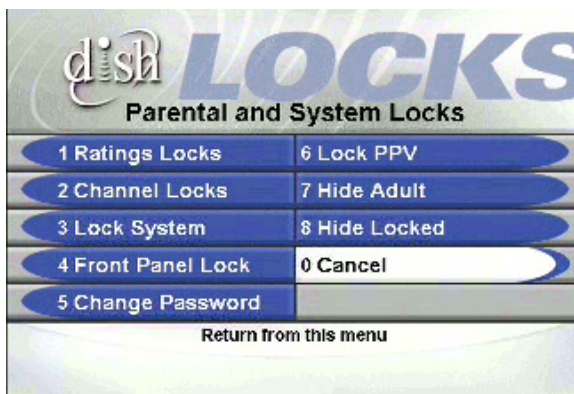 dish LOCKS
Parental and System Locks
1 Ratings Locks
6 Lock PPV
2 Channel Locks
7 Hide Adult
3 Lock System
8 Hide Locked
4 Front Panel Lock
0 Cancel
5 Change Password
Return from this menu